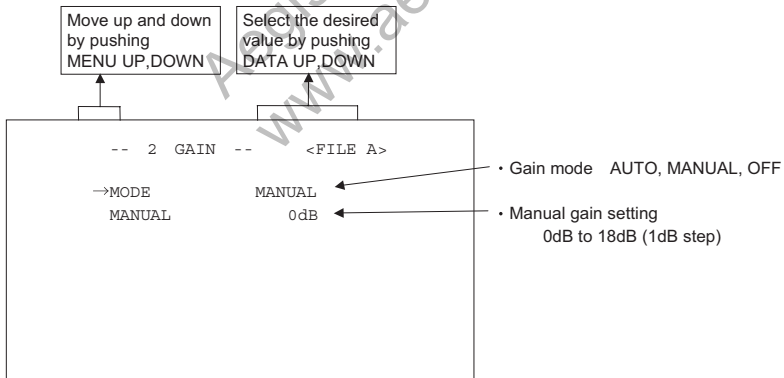 Move up and down
by pushing
MENU UP,DOWN
Select the desired
value by pushing
DATA UP,DOWN
-- 2 GAIN -- <FILE A>
→MODE MANUAL
MANUAL 0dB
・Gain mode AUTO, MANUAL, OFF
・Manual gain setting
0dB to 18dB (1dB step)